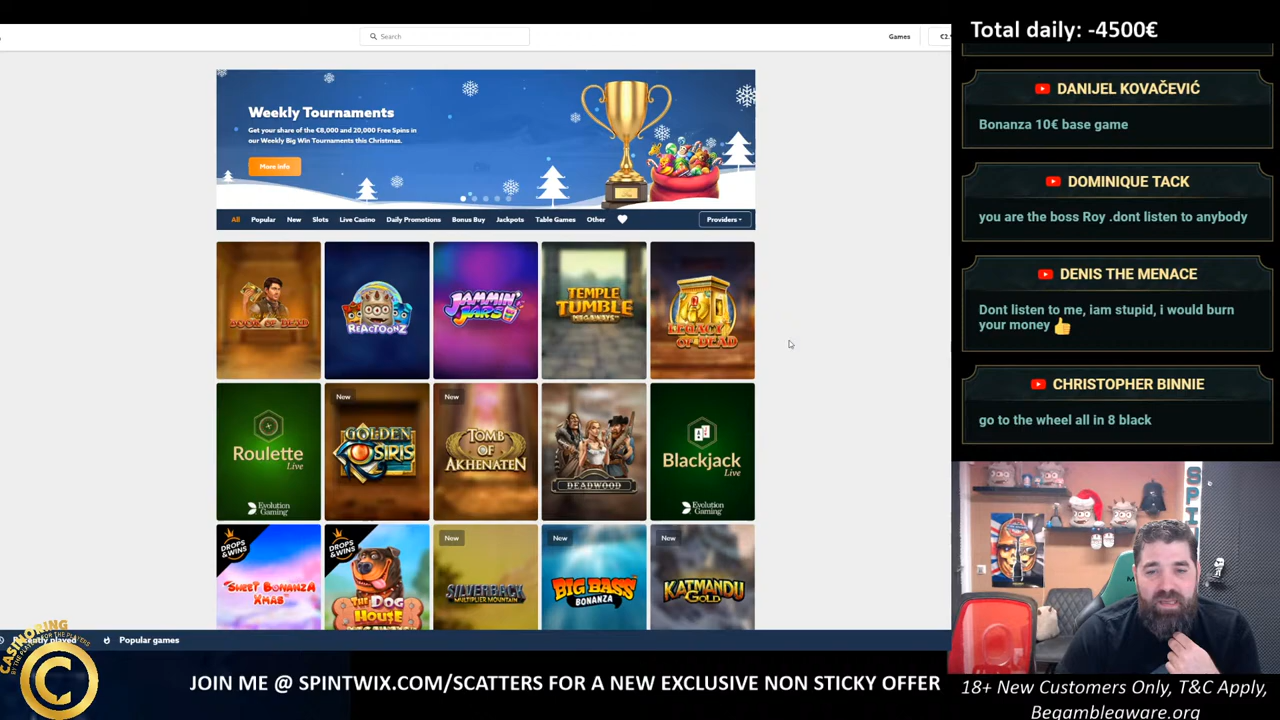 Search
Games
€2.
Weekly Tournaments
Get your share of the €8,000 and 20,000 Free Spins in
our Weekly Big Win Tournaments this Christmas.
More info
All Popular New Slots Live Casino Daily Promotions Bonus Buy Jackpots Table Games Other Providers
BOOK OF DEAD
REACTOONZ
JAMMIN' JARS
TEMPLE
TUMBLE
MEGAWAYS
LEGACY
OF DEAD
Roulette
Live
Evolution
Gaming
New
GOLDEN
OSIRIS
New
TOMB
OF
AKHENATEN
DEADWOOD
Blackjack
Live
Evolution
Gaming
DROPS
&WINS
SWEET BONANZA
XMAS
DROPS
&WINS
THE DOG
HOUSE
New
SILVERBACK
MULTIPLIER MOUNTAIN
New
BIG BASS
BONANZA
New
KATMANDU
GOLD
played
Popular games
CASINORING
JOIN ME @ SPINTWIX.COM/SCATTERS FOR A NEW EXCLUSIVE NON STICKY OFFER
Total daily: -4500€
DANIJEL KOVAČEVIĆ
Bonanza 10€ base game
DOMINIQUE TACK
you are the boss Roy .dont listen to anybody
DENIS THE MENACE
Dont listen to me, iam stupid, i would burn
your money 👍
CHRISTOPHER BINNIE
go to the wheel all in 8 black
18+ New Customers Only, T&C Apply,
Begambleaware.org